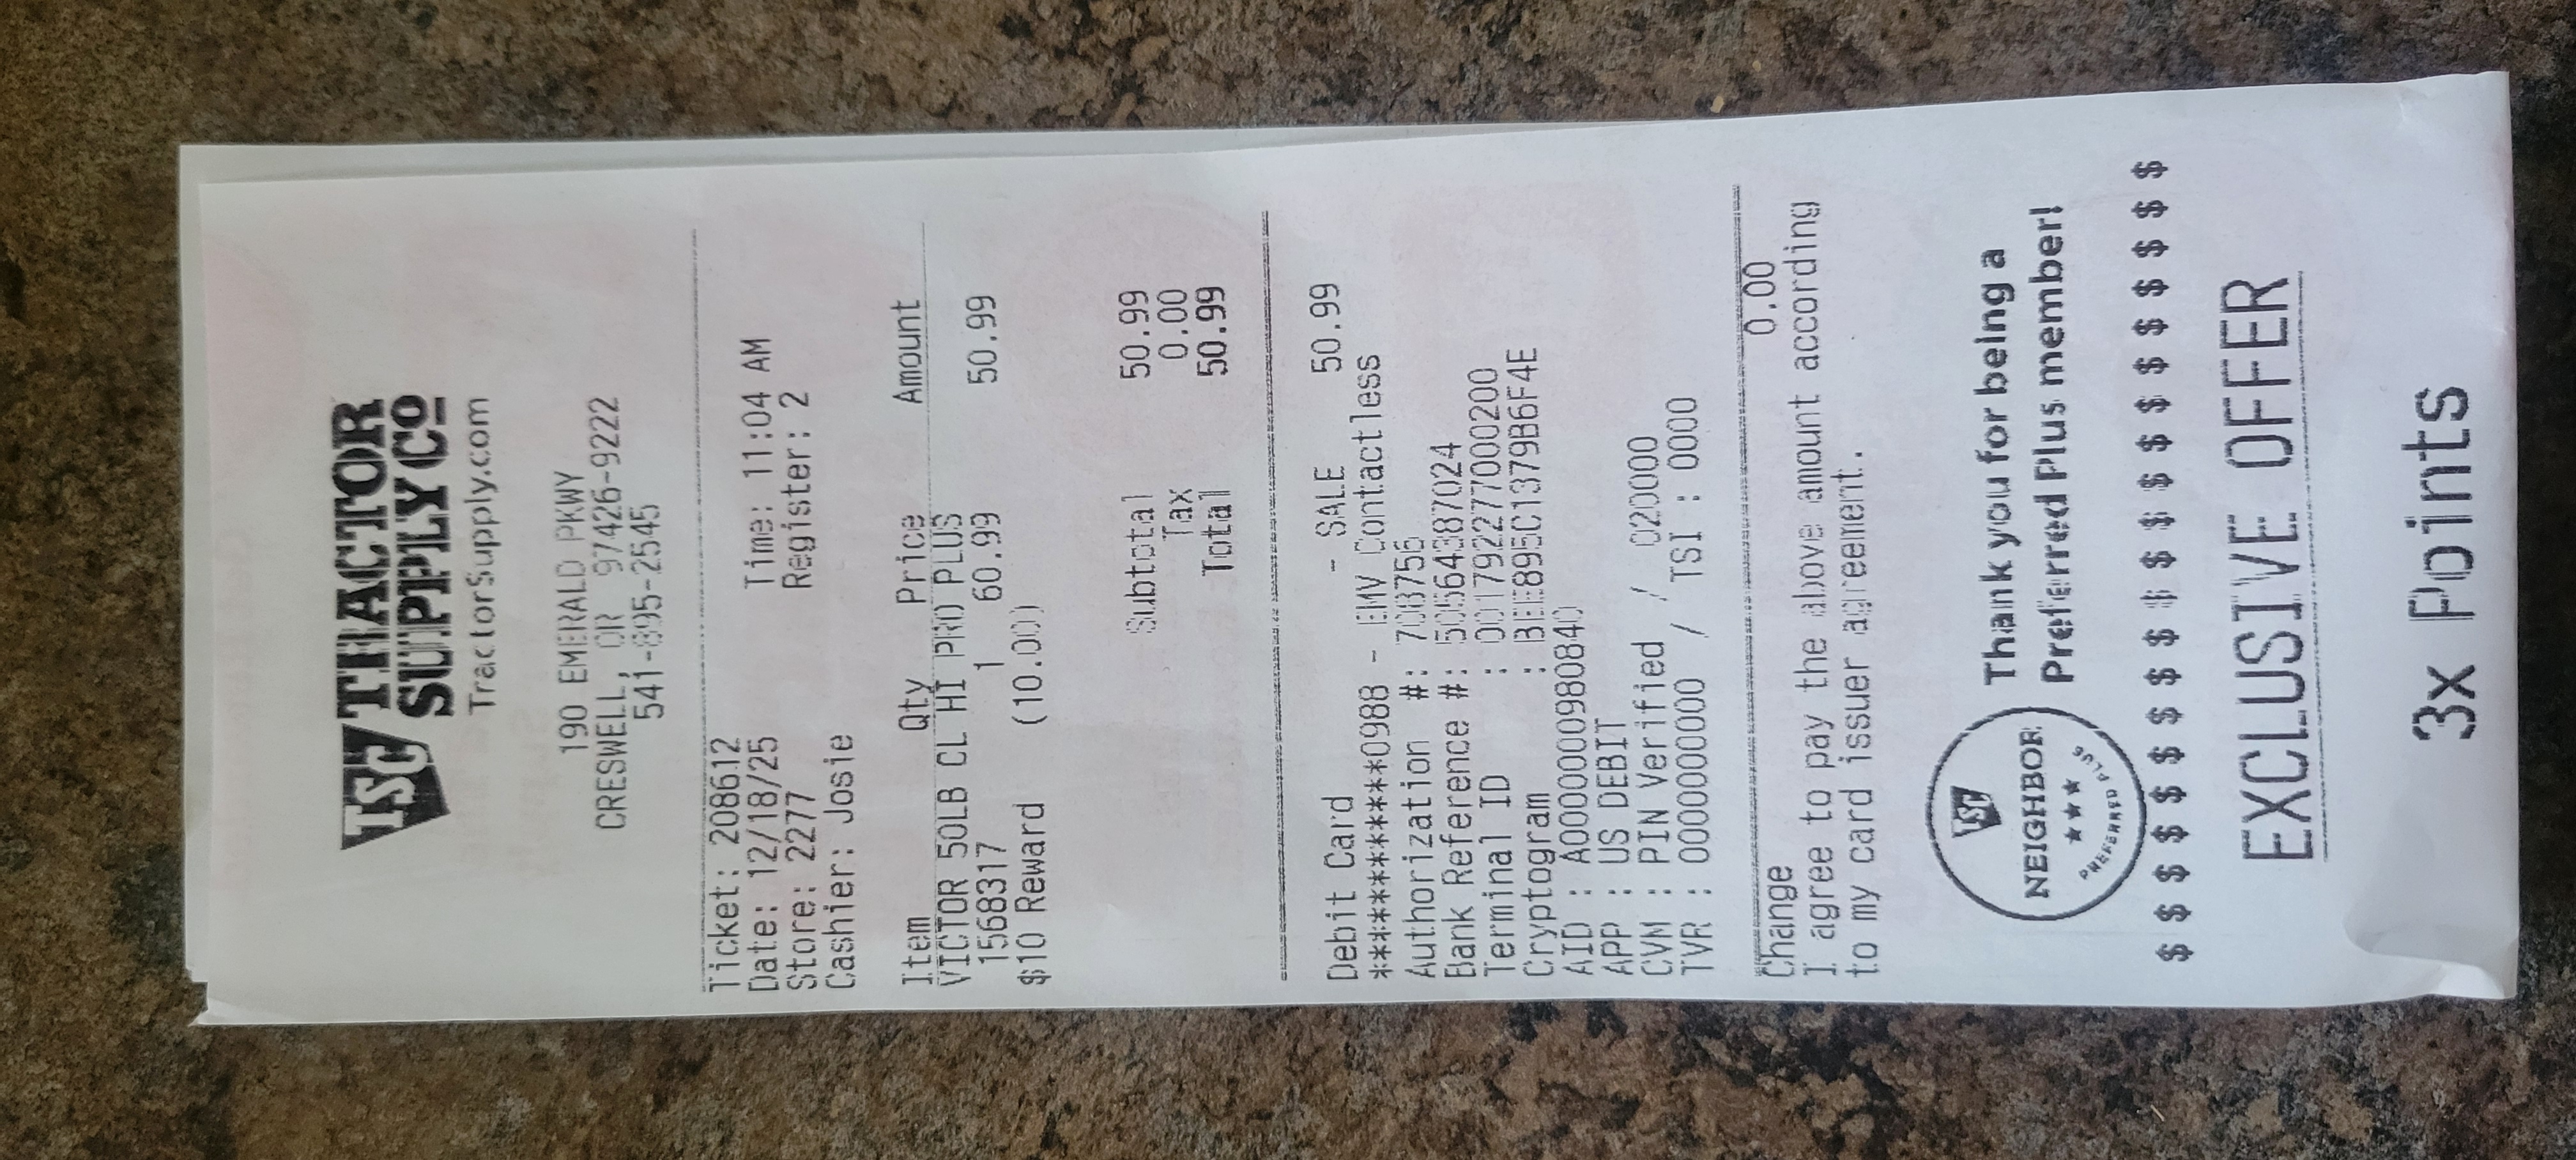 TSC TRACTOR
SUPPLY CO
TractorSupply.com
190 EMERALD PKWY
CRESWELL, OR 97426-9222
541-895-2545
Ticket: 208612
Date: 12/18/25 Time: 11:04 AM
Store: 2277 Register: 2
Cashier: Josie
Item Qty Price Amount
VICTOR 50LB CL HI PRO PLUS
1568317 1 60.99 50.99
$10 Reward (10.00)
Subtotal 50.99
Tax 0.00
Total 50.99
Debit Card - SALE 50.99
************0988 - EMV Contactless
Authorization #: 708756
Bank Reference #: 505564387024
Terminal ID : 001792277000200
Cryptogram : BEE895C1379B6F4E
AID : A0000000980840
APP : US DEBIT
CVM : PIN Verified / / 020000
TVR : 0000000000 / TSI : 0000
Change 0.00
I agree to pay the above amount according
to my card issuer agreement.
TSC
NEIGHBOR
★★★
PREFERRED PLUS
Thank you for being a
Preferred Plus member!
$ $ $ $ $ $ $ $ $ $ $ $ $ $ $ $ $ $ $ $
EXCLUSIVE OFFER
3x Points